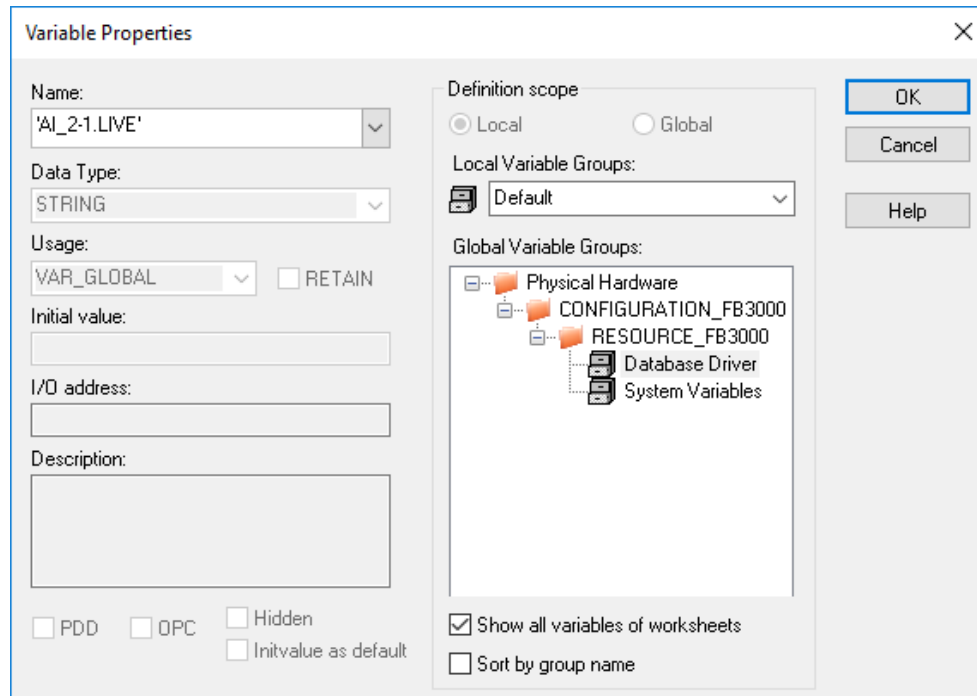 Variable Properties
Name:
'AI_2-1.LIVE'
Data Type:
STRING
Usage:
VAR_GLOBAL
RETAIN
Initial value:
I/O address:
Description:
PDD
OPC
Hidden
Initvalue as default
Definition scope
Local
Global
Local Variable Groups:
Default
Global Variable Groups:
Physical Hardware
CONFIGURATION_FB3000
RESOURCE_FB3000
Database Driver
System Variables
Show all variables of worksheets
Sort by group name
OK
Cancel
Help